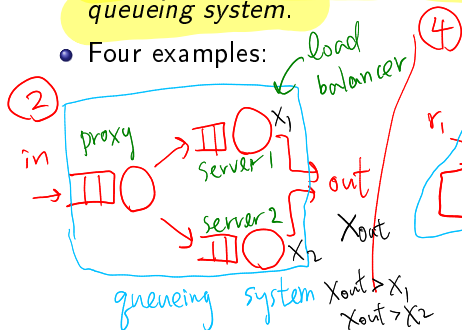 queueing system.
• Four examples:
load
balancer
4
2
proxy
X1
in
server 1
r1
out
server 2
Xout
X2
queueing system
Xout > X1
Xout > X2